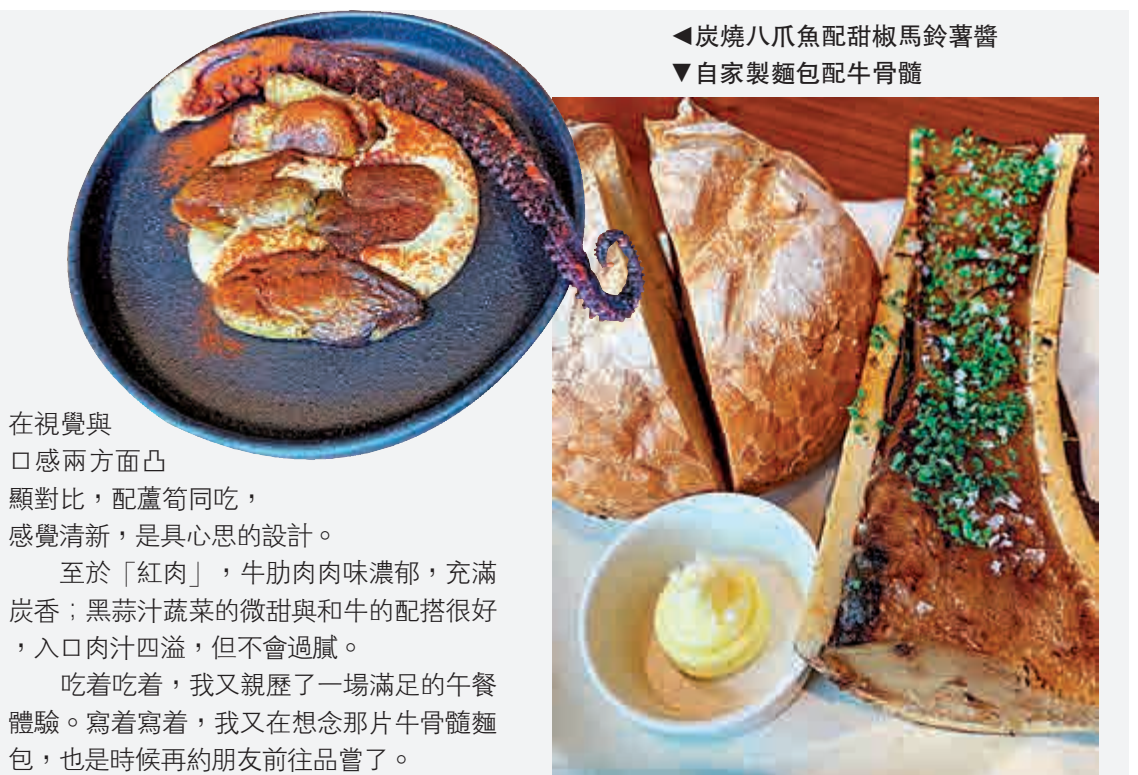 ◀炭燒八爪魚配甜椒馬鈴薯醬
▼自家製麵包配牛骨髓
在視覺與
口感兩方面凸
顯對比，配蘆筍同吃，
感覺清新，是具心思的設計。
至於「紅肉」，牛肋肉肉味濃郁，充滿
炭香；黑蒜汁蔬菜的微甜與和牛的配搭很好
，入口肉汁四溢，但不會過膩。
吃着吃着，我又親歷了一場滿足的午餐
體驗。寫着寫着，我又在想念那片牛骨髓麵
包，也是時候再約朋友前往品嘗了。